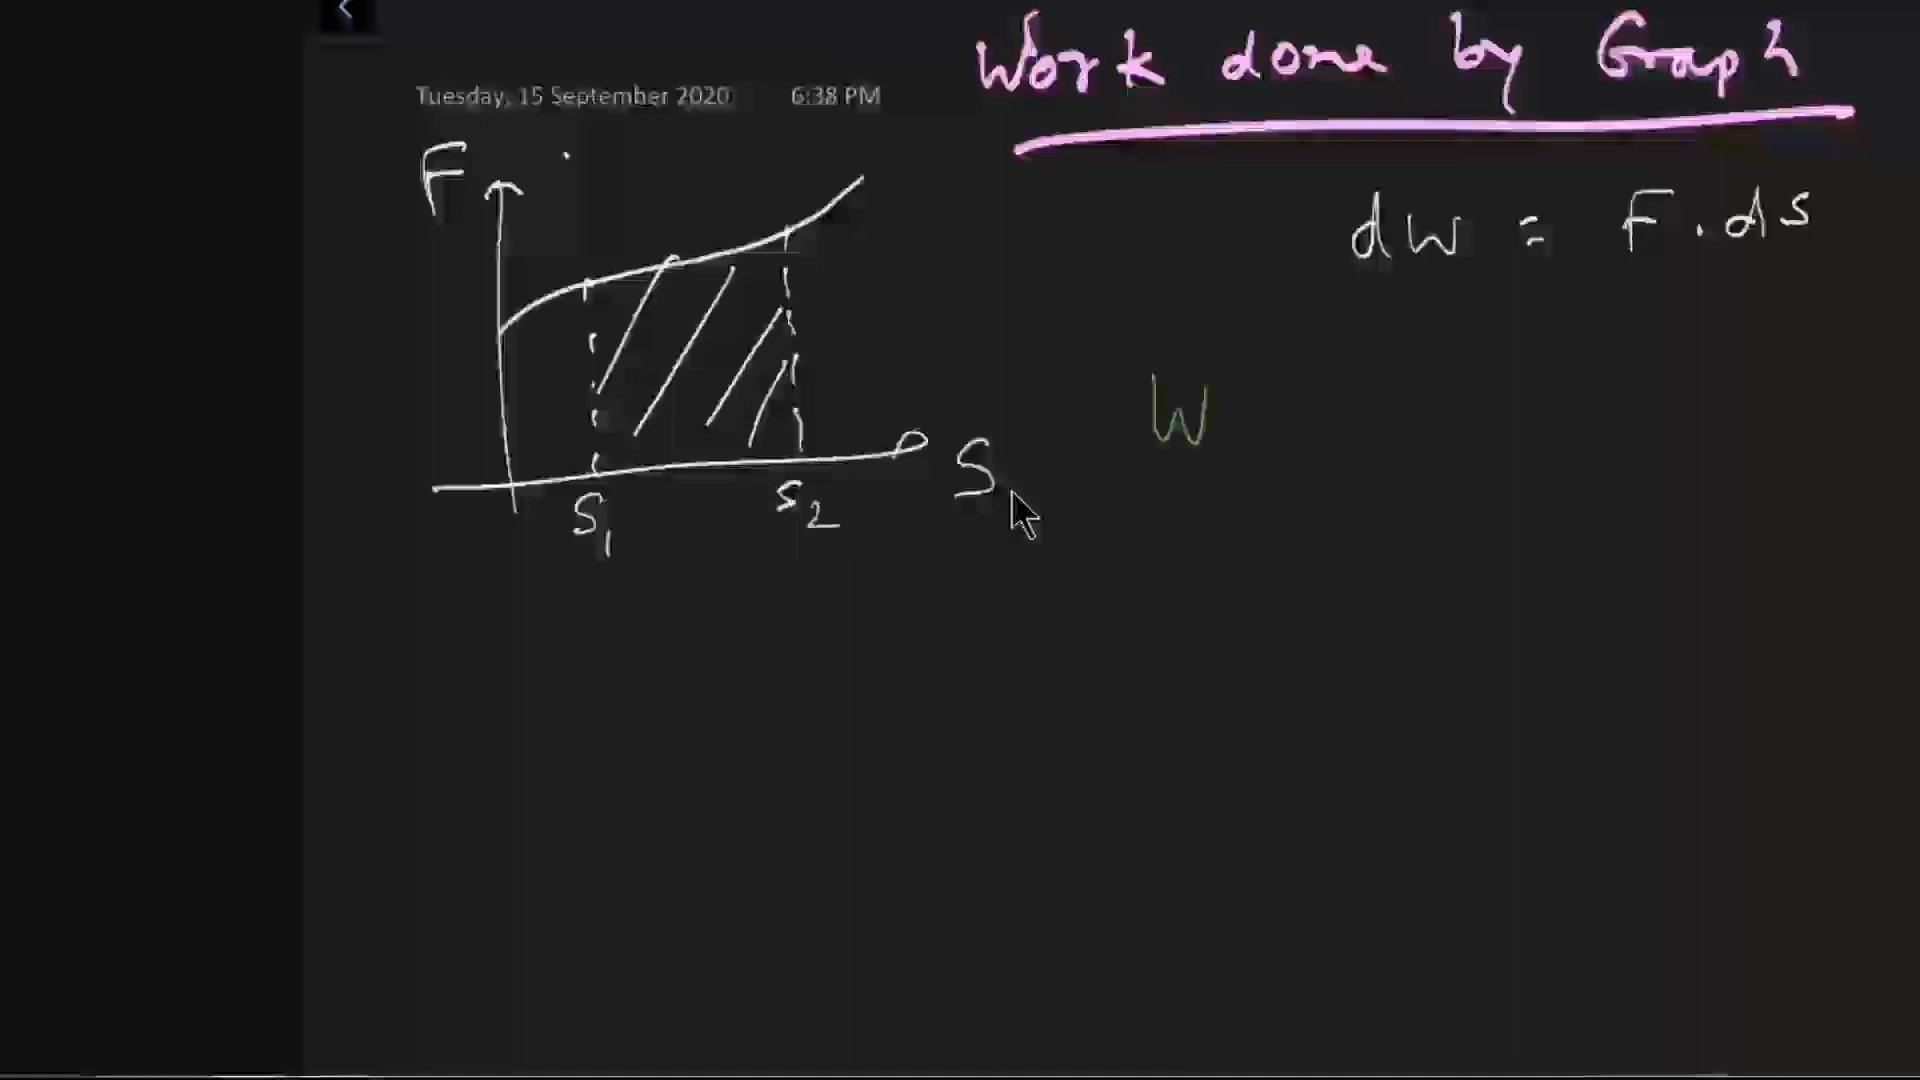 Work done by Graph
Tuesday, 15 September 2020 6:38 PM
F
dW = F.ds
W
S
S1 S2